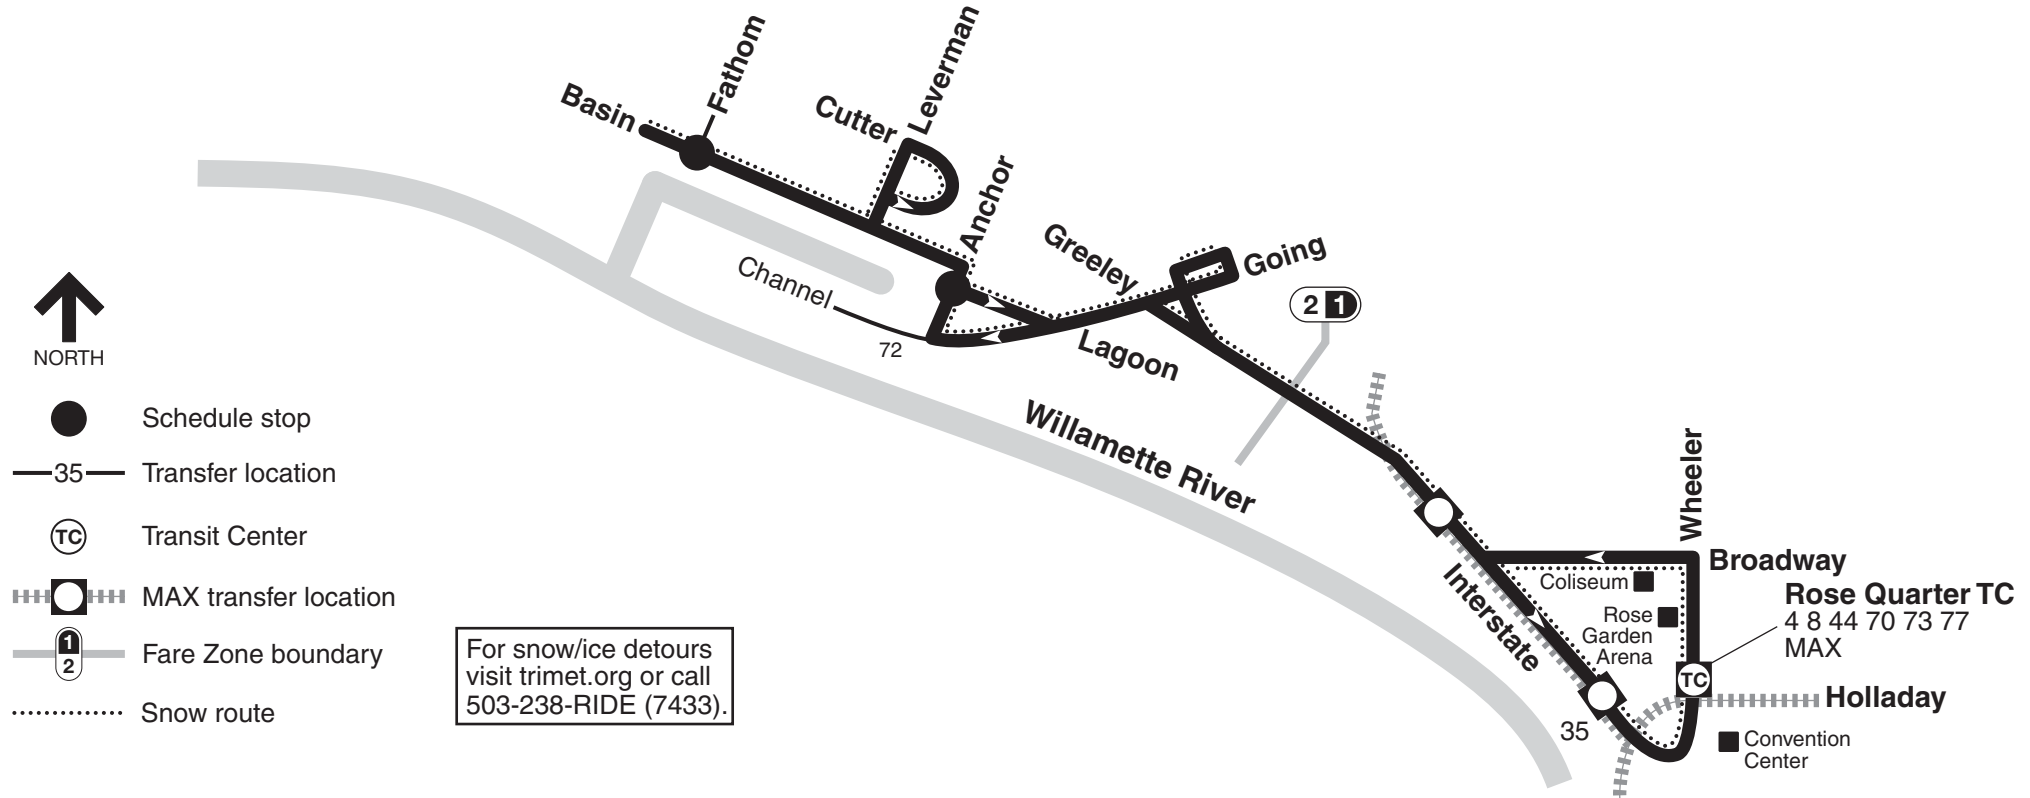 Fathom
Leverman
Basin
Cutter
Anchor
Greeley
Going
Channel
2 1
72
Lagoon
NORTH
Willamette River
Schedule stop
35
Transfer location
Wheeler
TC
Transit Center
Broadway
Coliseum
Interstate
Rose Quarter TC
4 8 44 70 73 77
MAX
Rose
Garden
Arena
MAX transfer location
1
2
Fare Zone boundary
For snow/ice detours
visit trimet.org or call
503-238-RIDE (7433).
TC
Holladay
Snow route
35
Convention
Center